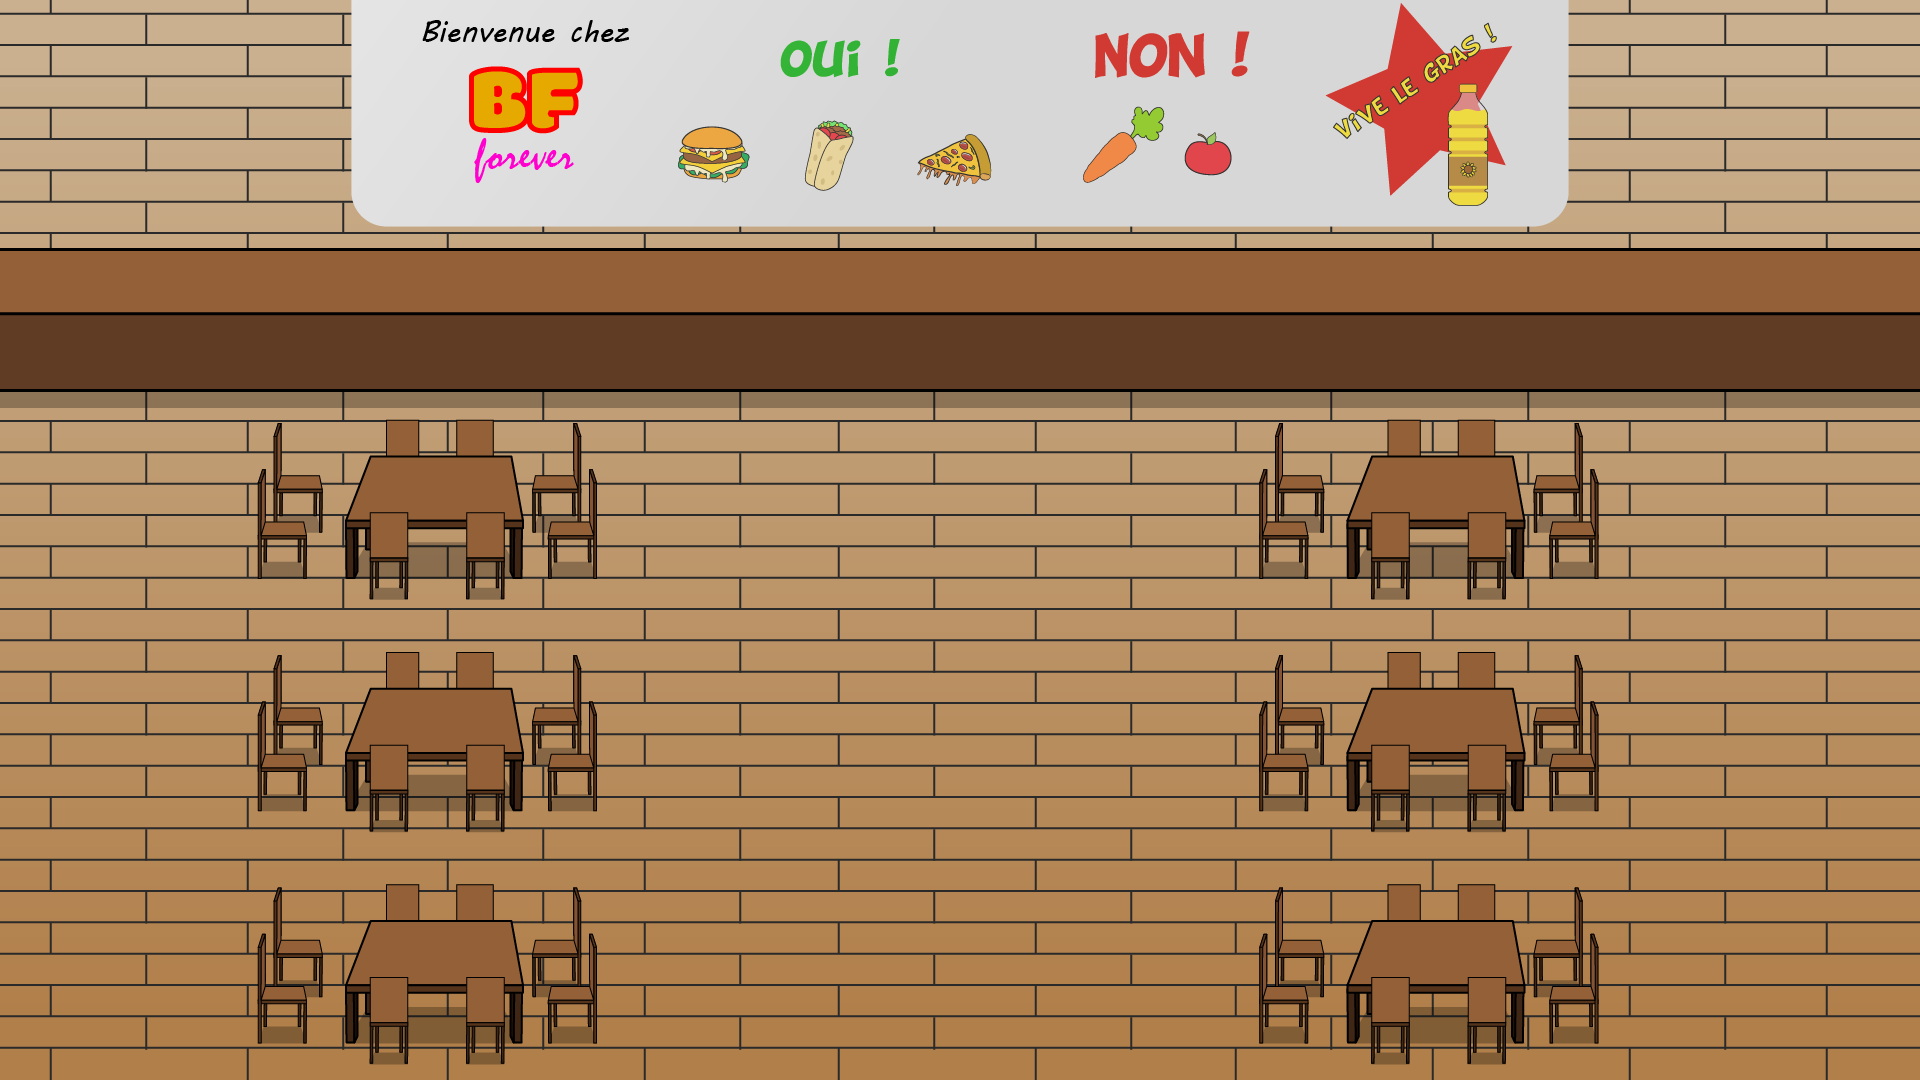 Bienvenue chez
BF
forever
OUi !
NON !
ViVE LE GRAS !